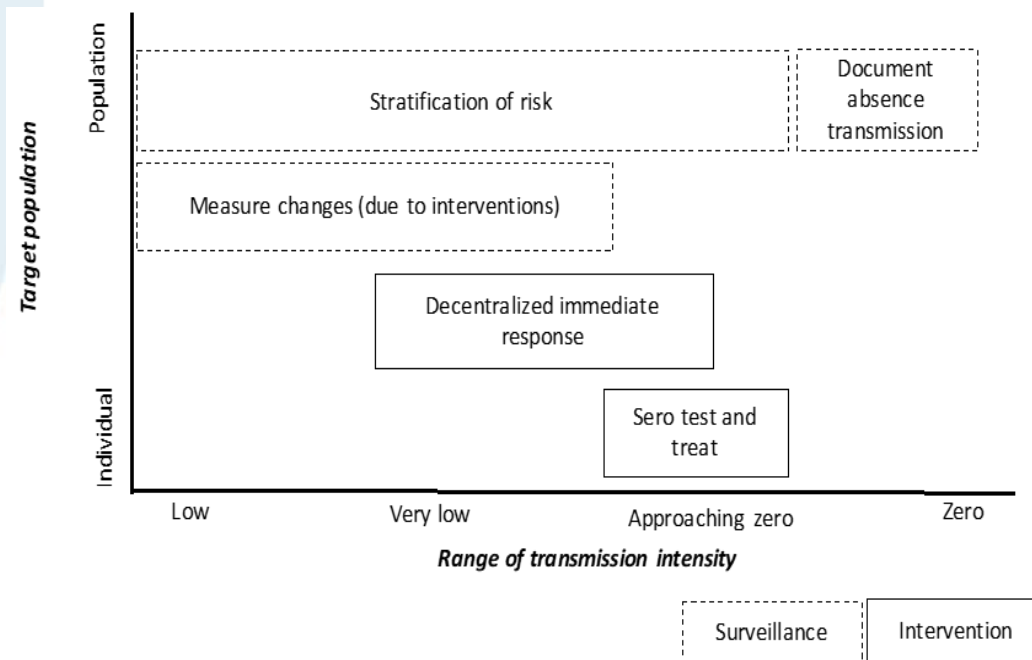 Target population
Population
Individual
Stratification of risk
Document
absence
transmission
Measure changes (due to interventions)
Decentralized immediate
response
Sero test and
treat
Low
Very low
Approaching zero
Zero
Range of transmission intensity
Surveillance
Intervention